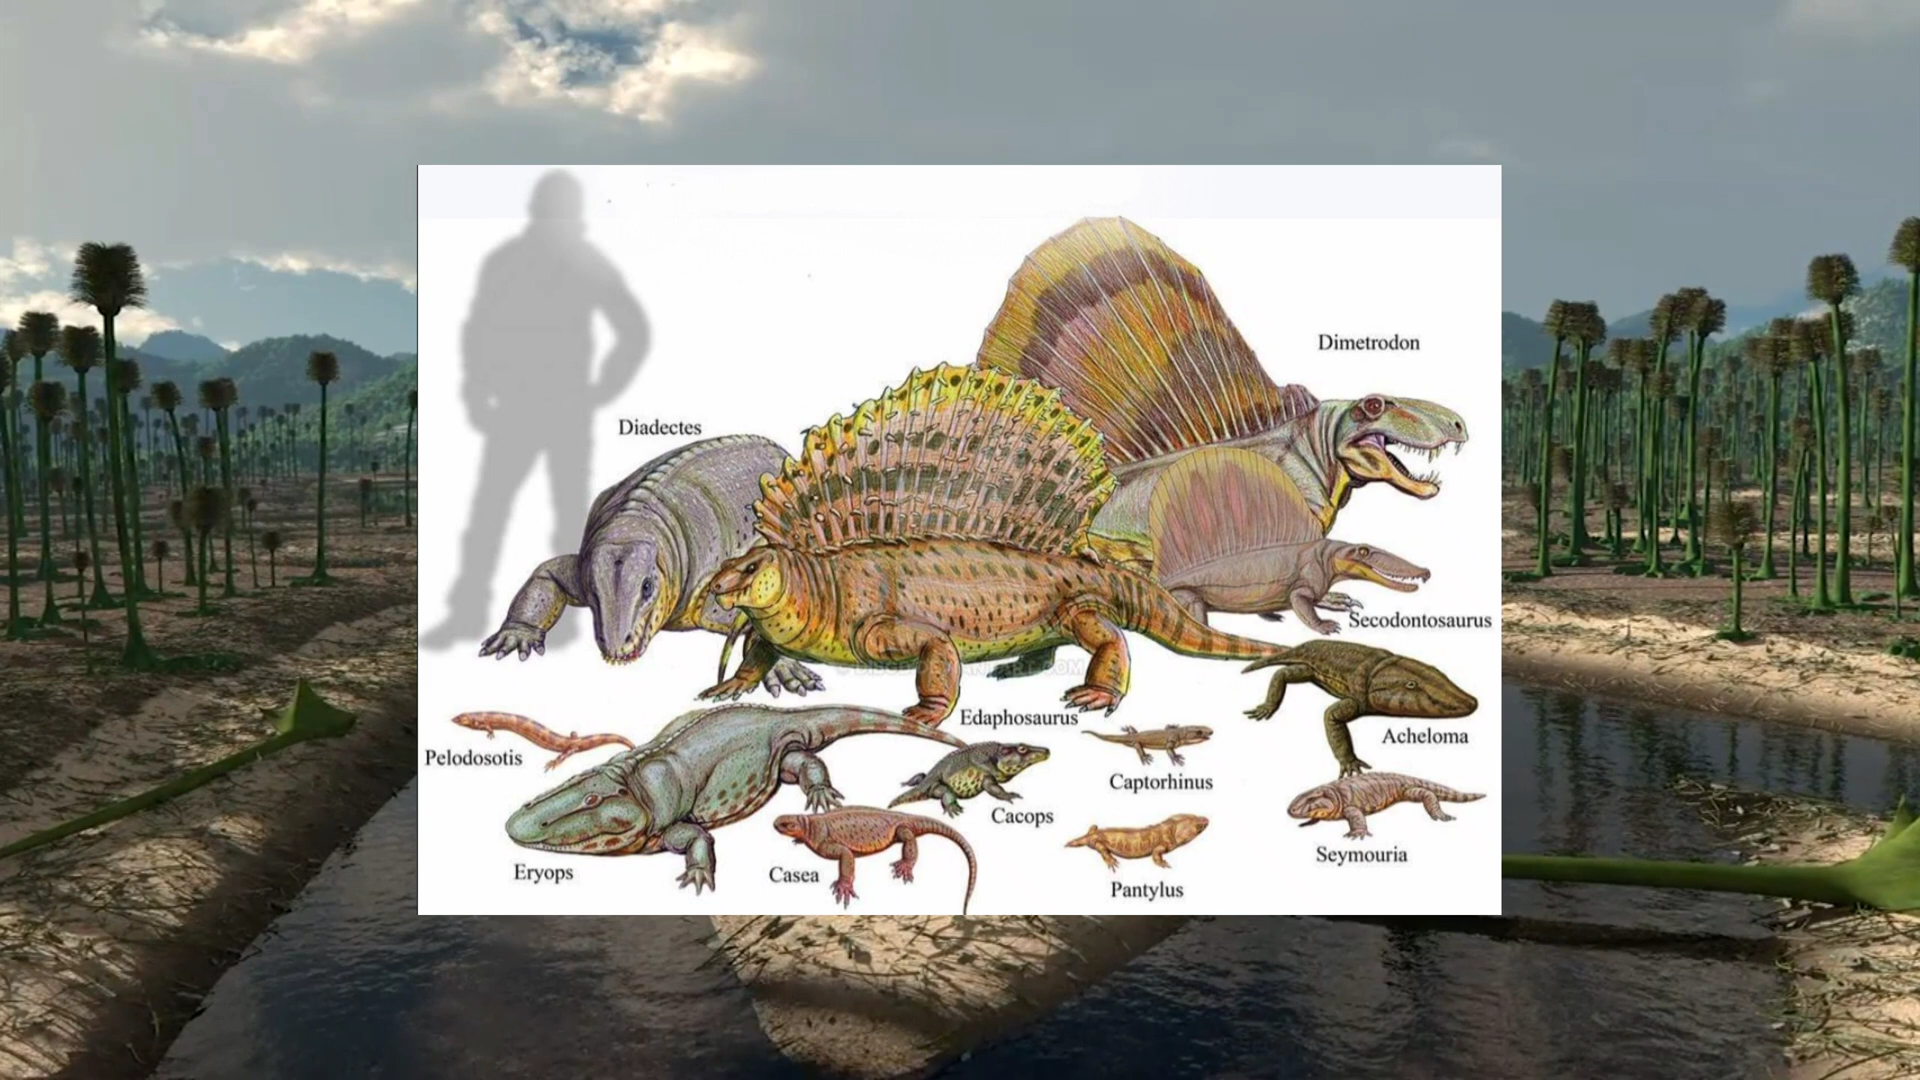 Dimetrodon
Diadectes
Secodontosaurus
Edaphosaurus
Acheloma
Pelodosotis
Captorhinus
Cacops
Seymouria
Eryops
Casea
Pantylus